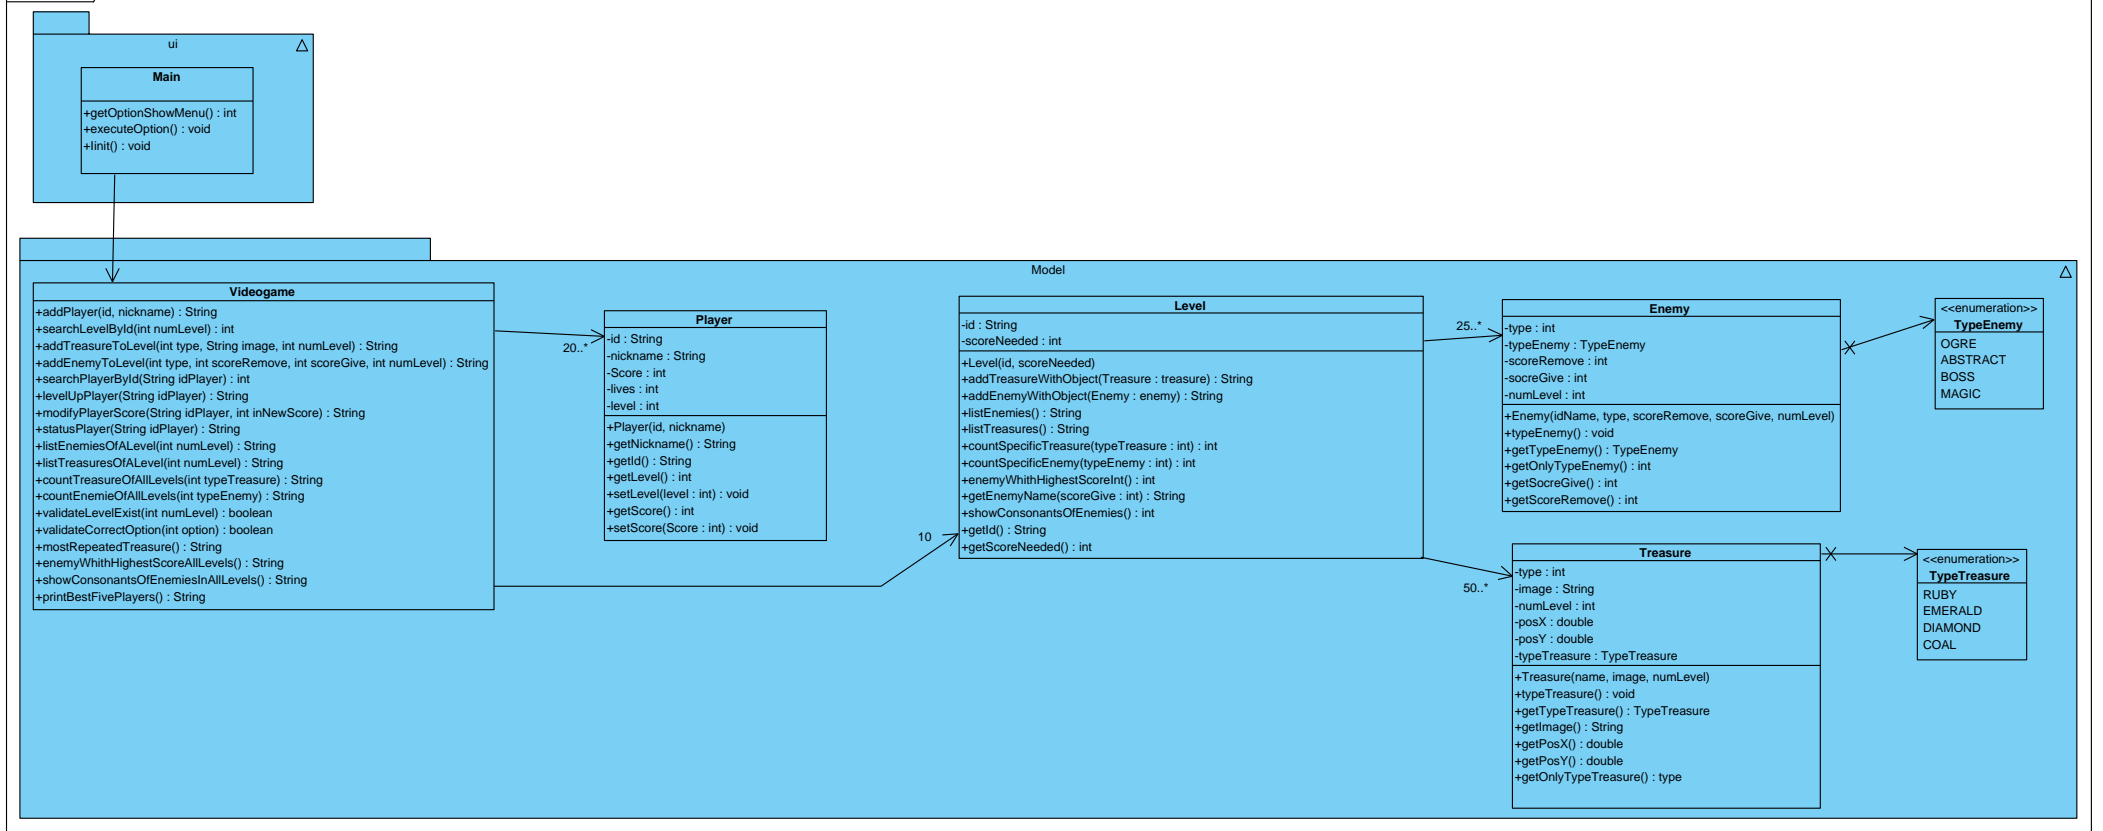 ui
Main
+getOptionShowMenu() : int
+executeOption() : void
+Iinit() : void
Model
Videogame
+addPlayer(id, nickname) : String
+searchLevelById(int numLevel) : int
+addTreasureToLevel(int type, String image, int numLevel) : String
+addEnemyToLevel(int type, int scoreRemove, int scoreGive, int numLevel) : String
+searchPlayerById(String idPlayer) : int
+levelUpPlayer(String idPlayer) : String
+modifyPlayerScore(String idPlayer, int inNewScore) : String
+statusPlayer(String idPlayer) : String
+listEnemiesOfALevel(int numLevel) : String
+listTreasuresOfALevel(int numLevel) : String
+countTreasureOfAllLevels(int typeTreasure) : String
+countEnemieOfAllLevels(int typeEnemy) : String
+validateLevelExist(int numLevel) : boolean
+validateCorrectOption(int option) : boolean
+mostRepeatedTreasure() : String
+enemyWhithHighestScoreAllLevels() : String
+showConsonantsOfEnemiesInAllLevels() : String
+printBestFivePlayers() : String
20..*
10
Player
-id : String
-nickname : String
-Score : int
-lives : int
-level : int
+Player(id, nickname)
+getNickname() : String
+getId() : String
+getLevel() : int
+setLevel(level : int) : void
+getScore() : int
+setScore(Score : int) : void
Level
-id : String
-scoreNeeded : int
+Level(id, scoreNeeded)
+addTreasureWithObject(Treasure : treasure) : String
+addEnemyWithObject(Enemy : enemy) : String
+listEnemies() : String
+listTreasures() : String
+countSpecificTreasure(typeTreasure : int) : int
+countSpecificEnemy(typeEnemy : int) : int
+enemyWhithHighestScoreInt() : int
+getEnemyName(scoreGive : int) : String
+showConsonantsOfEnemies() : int
+getId() : String
+getScoreNeeded() : int
25..*
50..*
Enemy
-type : int
-typeEnemy : TypeEnemy
-scoreRemove : int
-socreGive : int
-numLevel : int
+Enemy(idName, type, scoreRemove, scoreGive, numLevel)
+typeEnemy() : void
+getTypeEnemy() : TypeEnemy
+getOnlyTypeEnemy() : int
+getSocreGive() : int
+getScoreRemove() : int
<<enumeration>>
TypeEnemy
OGRE
ABSTRACT
BOSS
MAGIC
Treasure
-type : int
-image : String
-numLevel : int
-posX : double
-posY : double
-typeTreasure : TypeTreasure
+Treasure(name, image, numLevel)
+typeTreasure() : void
+getTypeTreasure() : TypeTreasure
+getImage() : String
+getPosX() : double
+getPosY() : double
+getOnlyTypeTreasure() : type
<<enumeration>>
TypeTreasure
RUBY
EMERALD
DIAMOND
COAL